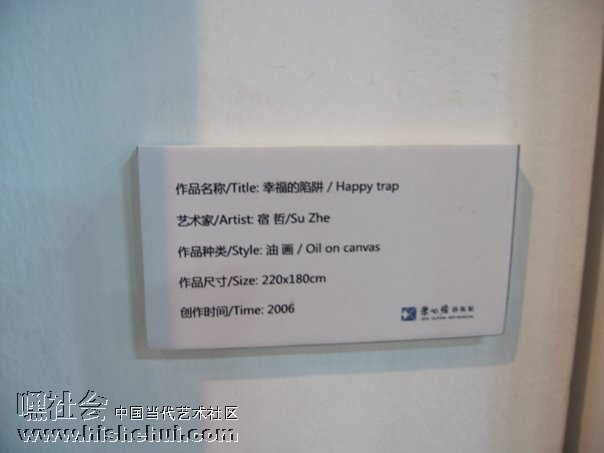 作品名称/Title: 幸福的陷阱 / Happy trap
艺术家/Artist: 宿 哲/Su Zhe
作品种类/Style: 油 画 / Oil on canvas
作品尺寸/Size: 220x180cm
创作时间/Time: 2006
嘿社会 中国当代艺术社区
www.hishehui.com